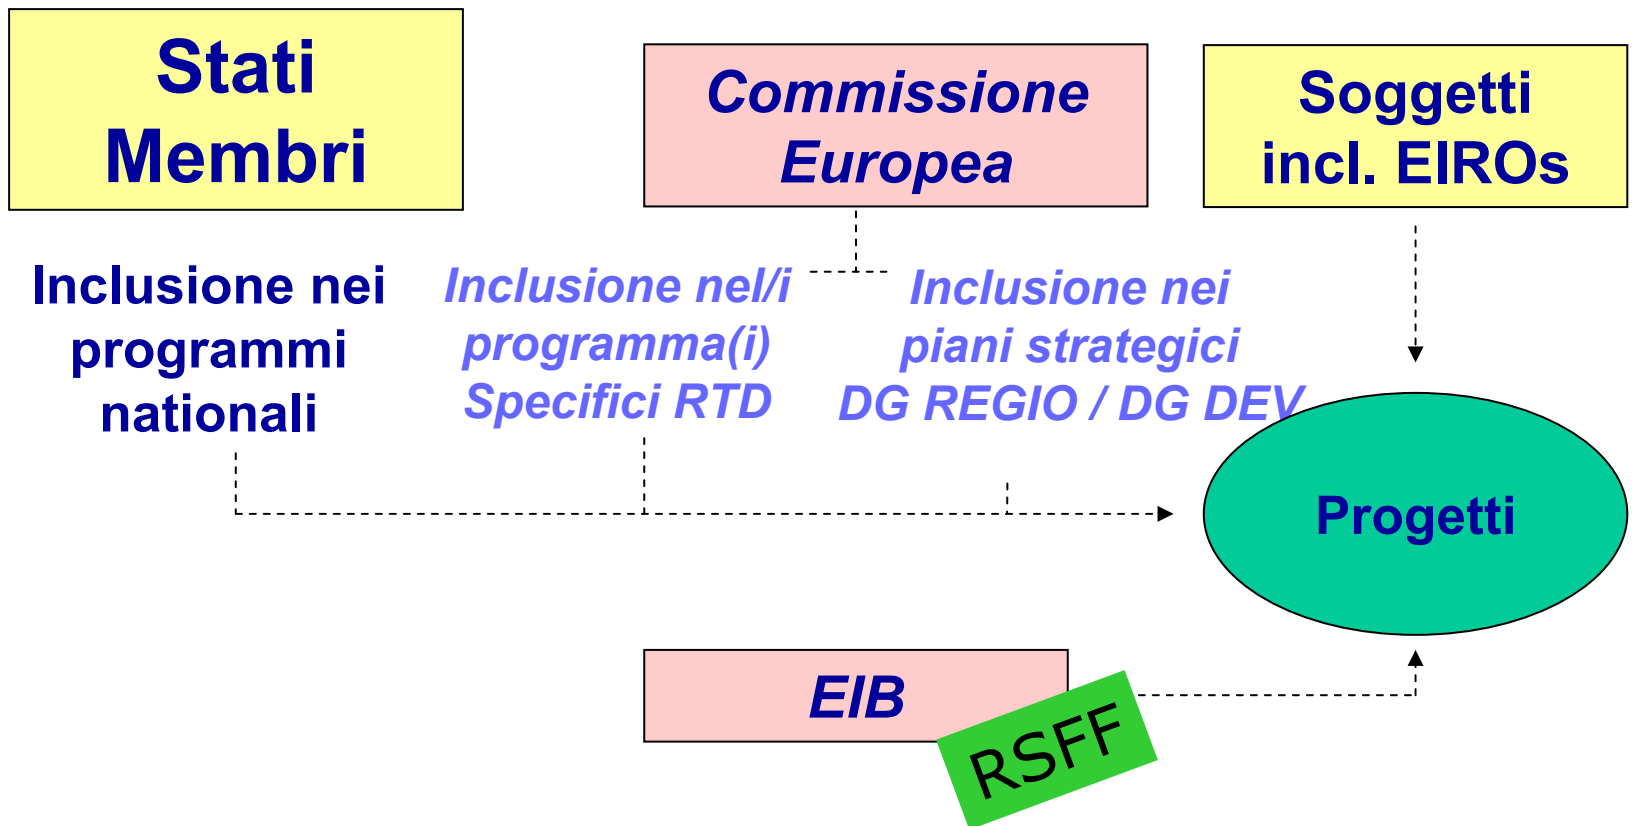 Stati
Membri
Commissione
Europea
Soggetti
incl. EIROs
Inclusione nei
programmi
nationali
Inclusione nel/i
programma(i)
Specifici RTD
Inclusione nei
piani strategici
DG REGIO / DG DEV
Progetti
EIB
RSFF